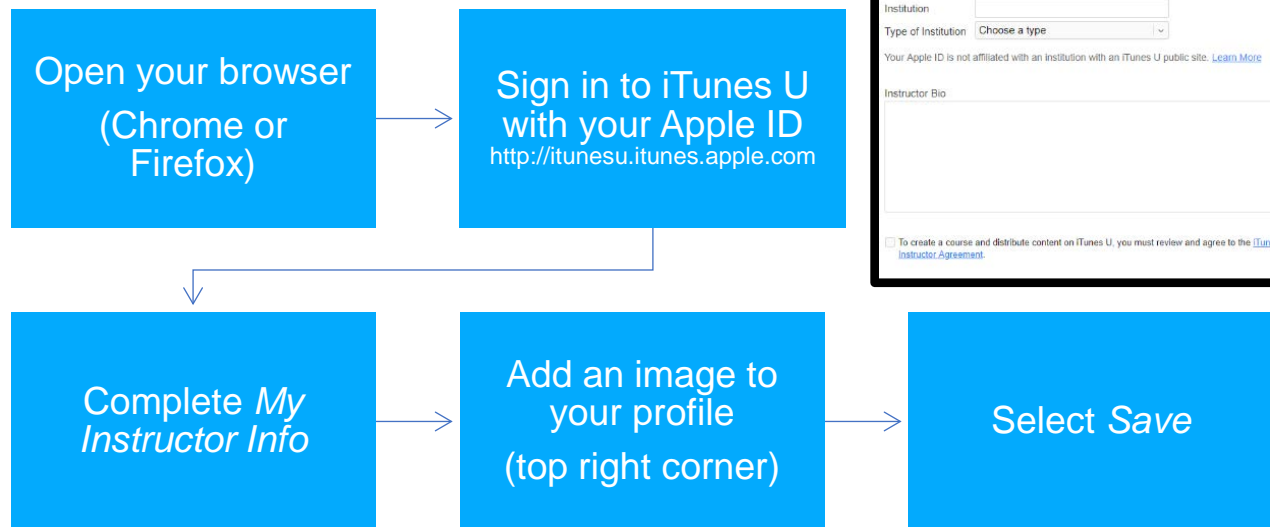 Open your browser
(Chrome or
Firefox)
Sign in to iTunes U
with your Apple ID
http://itunesu.itunes.apple.com
Institution
Type of Institution Choose a type
Your Apple ID is not affiliated with an institution with an iTunes U public site. Learn More
Instructor Bio
To create a course and distribute content on iTunes U, you must review and agree to the
Instructor Agreement.
Complete My
Instructor Info
Add an image to
your profile
(top right corner)
Select Save